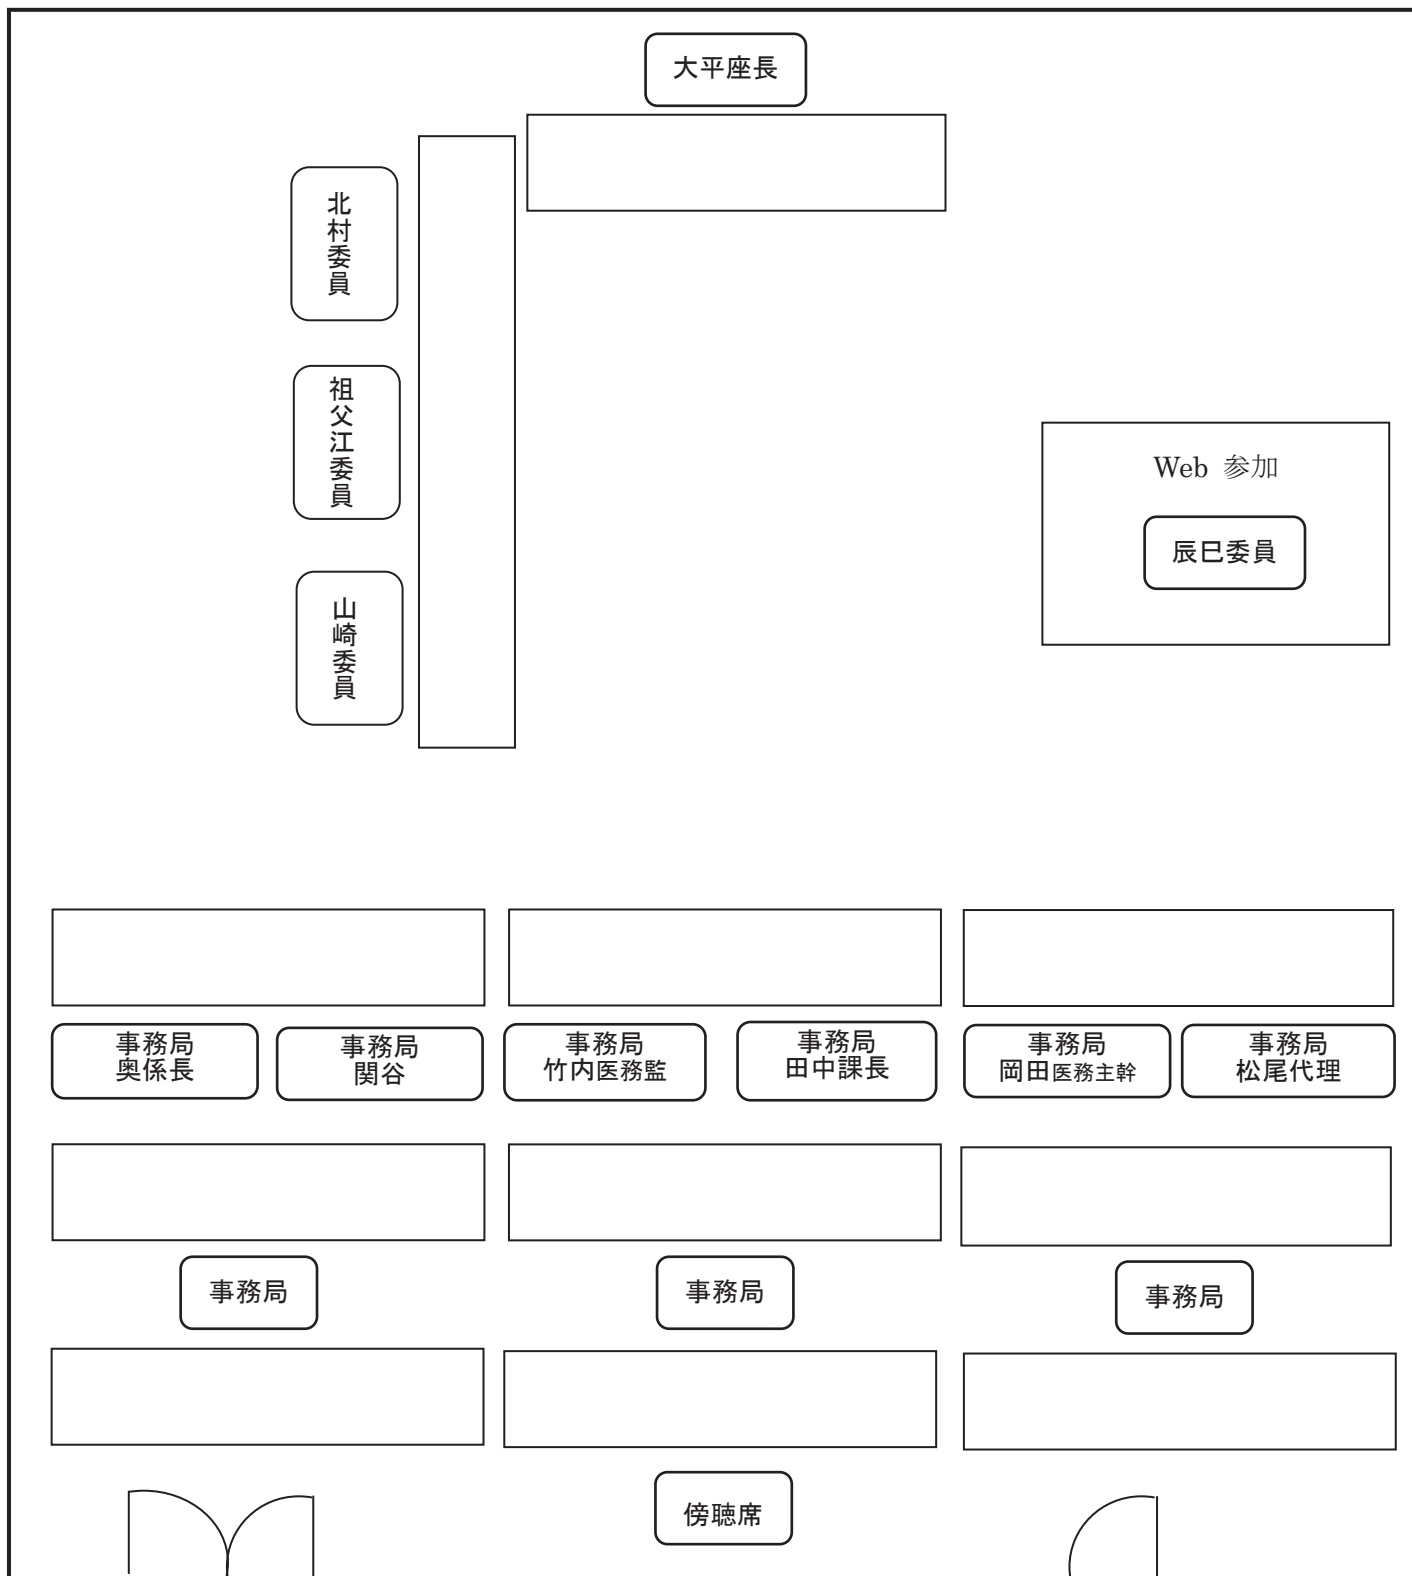 大平座長
北村委員
祖父江委員
山崎委員
Web 参加
辰巳委員
事務局
奥係長
事務局
関谷
事務局
竹内医務監
事務局
田中課長
事務局
岡田医務主幹
事務局
松尾代理
事務局
事務局
事務局
傍聴席